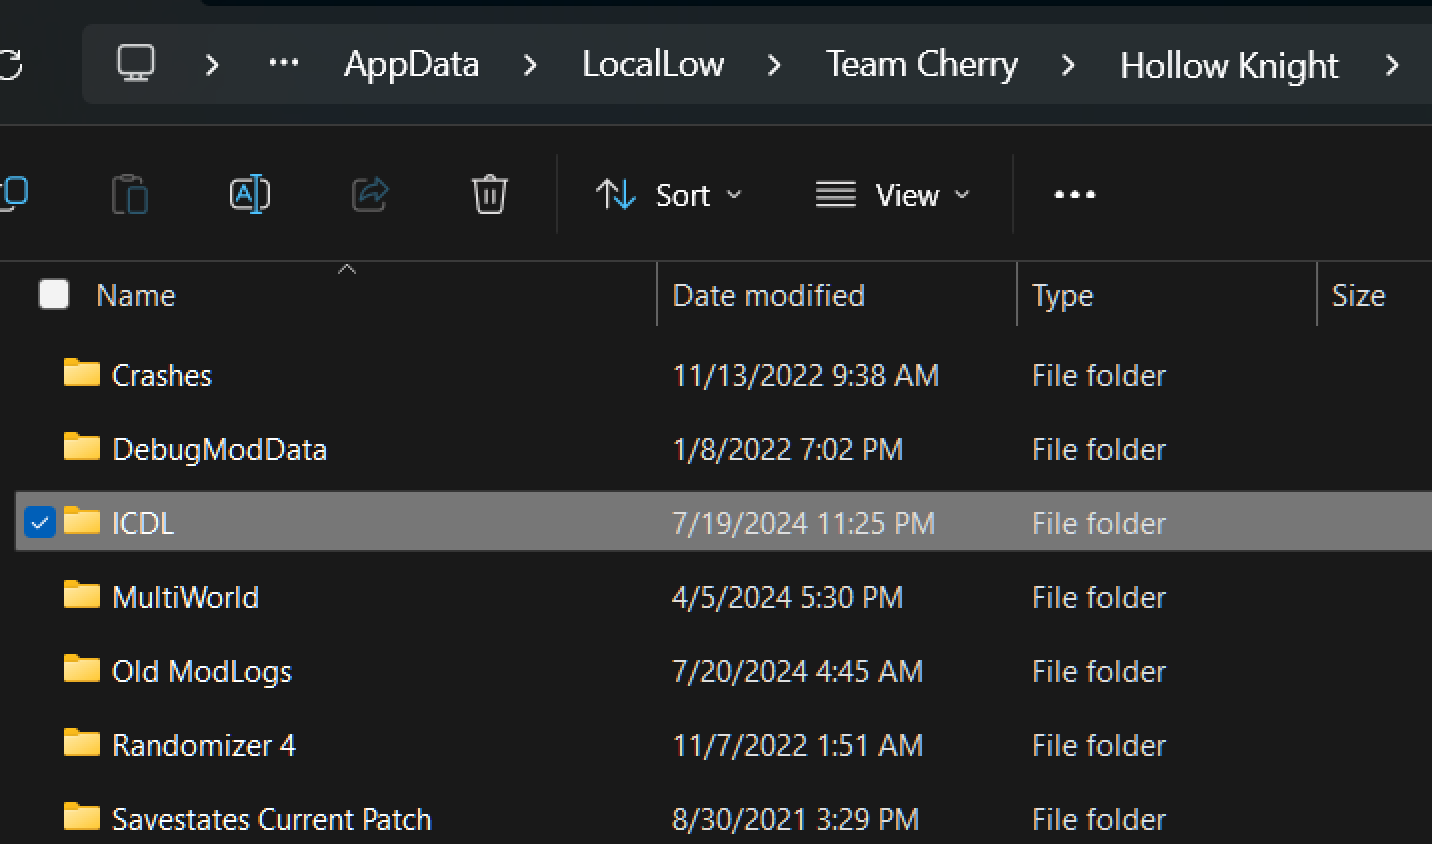 AppData > LocalLow > Team Cherry > Hollow Knight >
Sort View
Name Date modified Type Size
Crashes 11/13/2022 9:38 AM File folder
DebugModData 1/8/2022 7:02 PM File folder
ICDL 7/19/2024 11:25 PM File folder
MultiWorld 4/5/2024 5:30 PM File folder
Old ModLogs 7/20/2024 4:45 AM File folder
Randomizer 4 11/7/2022 1:51 AM File folder
Savestates Current Patch 8/30/2021 3:29 PM File folder